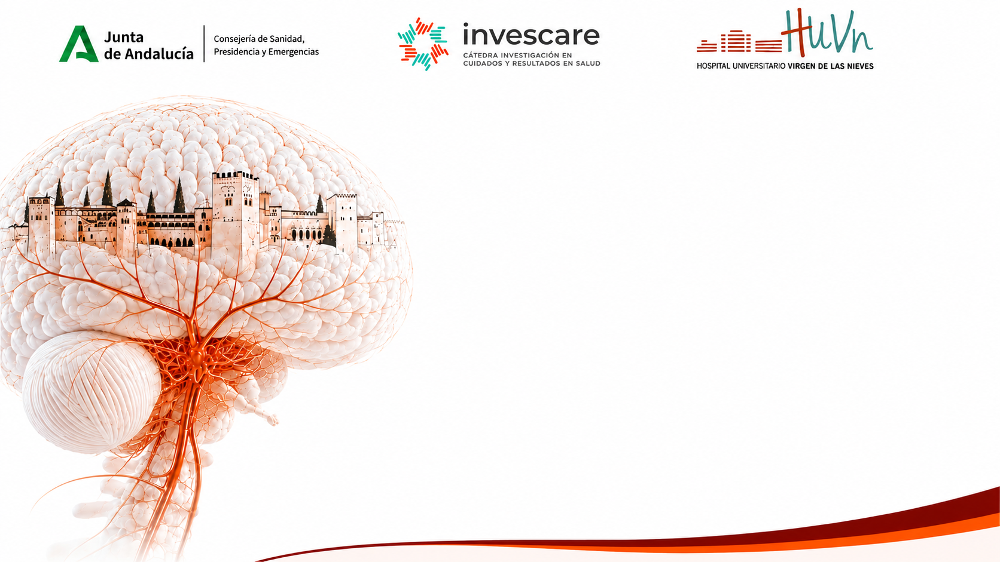 Junta
de Andalucía
Consejería de Sanidad,
Presidencia y Emergencias
invescare
CÁTEDRA INVESTIGACIÓN EN
CUIDADOS Y RESULTADOS EN SALUD
HUVn
HOSPITAL UNIVERSITARIO VIRGEN DE LAS NIEVES